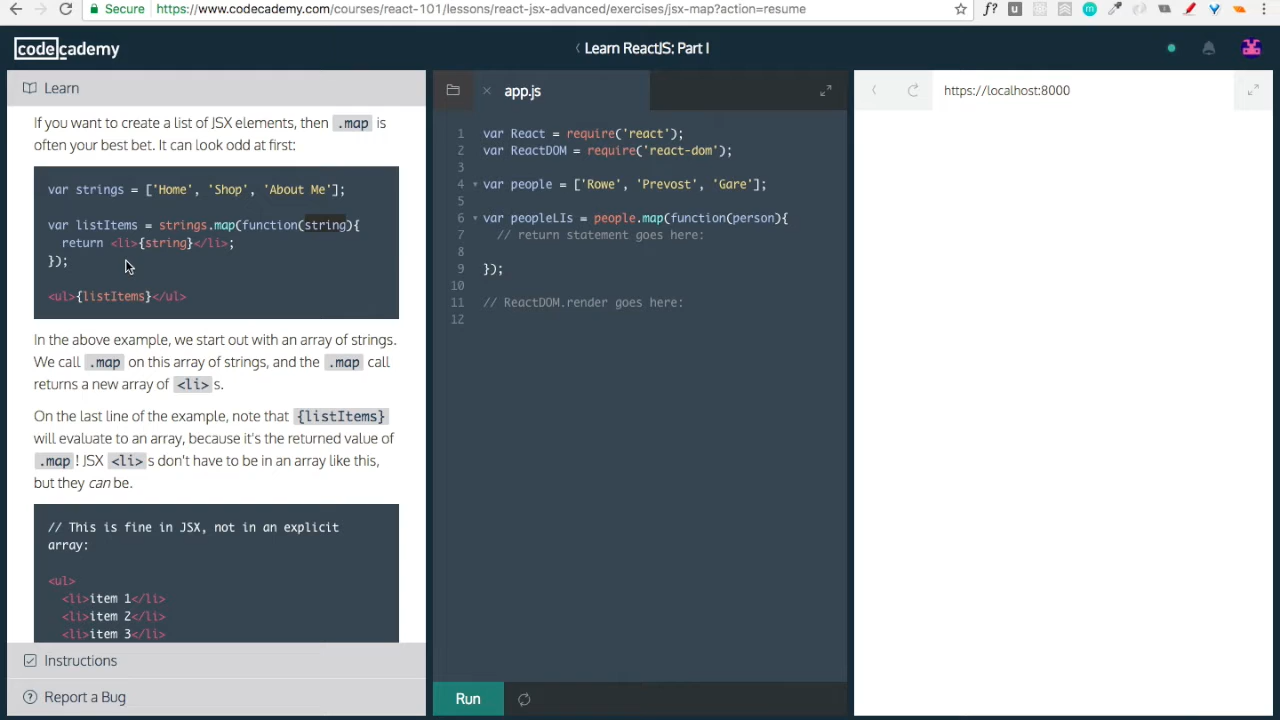 Secure https://www.codecademy.com/courses/react-101/lessons/react-jsx-advanced/exercises/jsx-map?action=resume
codecademy
Learn ReactJS: Part I
Learn
If you want to create a list of JSX elements, then .map is
often your best bet. It can look odd at first:
var strings = ['Home', 'Shop', 'About Me'];
var listItems = strings.map(function(string){
return <li>{string}</li>;
});
<ul>{listItems}</ul>
In the above example, we start out with an array of strings.
We call .map on this array of strings, and the .map call
returns a new array of <li> s.
On the last line of the example, note that {listItems}
will evaluate to an array, because it's the returned value of
.map ! JSX <li> s don't have to be in an array like this,
but they can be.
// This is fine in JSX, not in an explicit
array:
<ul>
<li>item 1</li>
<li>item 2</li>
<li>item 3</li>
Instructions
Report a Bug
app.js
1 var React = require('react');
2 var ReactDOM = require('react-dom');
3
4 var people = ['Rowe', 'Prevost', 'Gare'];
5
6 var peopleLIs = people.map(function(person){
7 // return statement goes here:
8
9 });
10
11 // ReactDOM.render goes here:
12
Run
https://localhost:8000